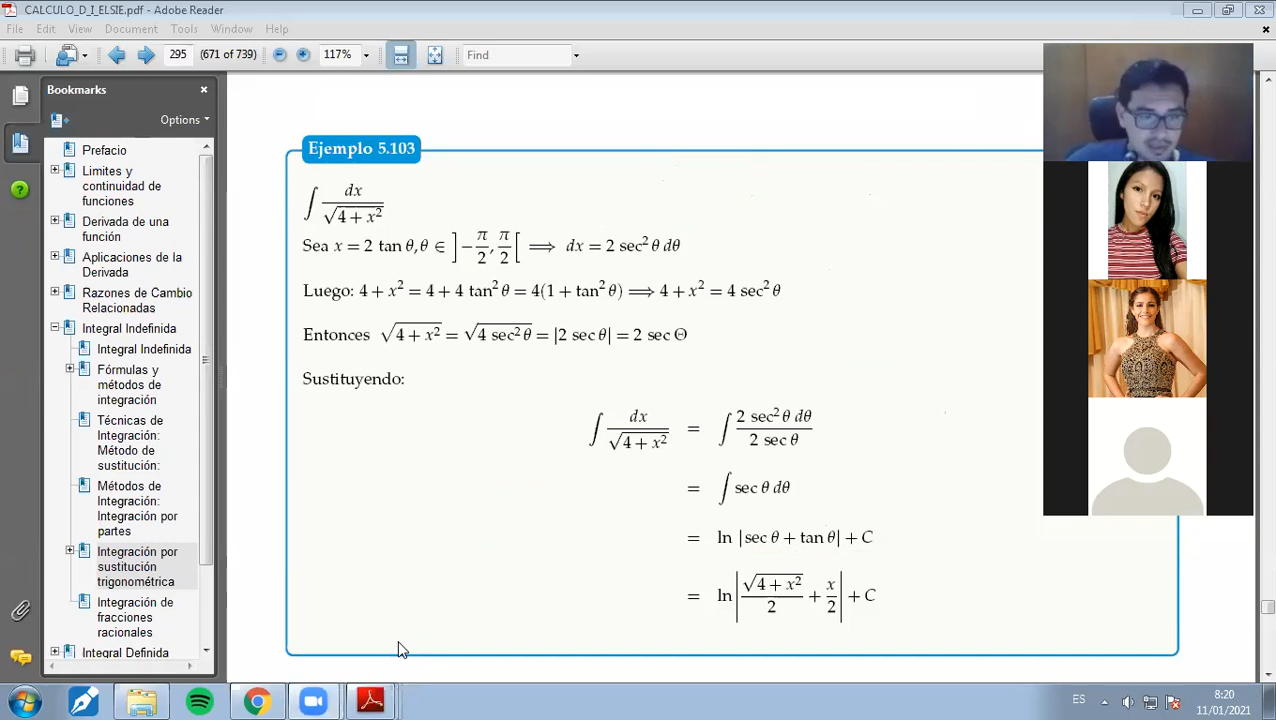 CALCULO_D_I_ELSIE.pdf - Adobe Reader
File Edit View Document Tools Window Help
295 (671 of 739) 117% Find
Bookmarks
Options
Prefacio
Limites y
continuidad de
funciones
Derivada de una
función
Aplicaciones de la
Derivada
Razones de Cambio
Relacionadas
Integral Indefinida
Integral Indefinida
Fórmulas y
métodos de
integración
Técnicas de
Integración:
Método de
sustitución:
Métodos de
Integración:
Integración por
partes
Integración por
sustitución
trigonométrica
Integración de
fracciones
racionales
Integral Definida
Ejemplo 5.103
∫ dx / √(4 + x²)
Sea x = 2 tan θ, θ ∈ ]−π/2, π/2[ ⟹ dx = 2 sec² θ dθ
Luego: 4 + x² = 4 + 4 tan² θ = 4(1 + tan² θ) ⟹ 4 + x² = 4 sec² θ
Entonces √(4 + x²) = √(4 sec² θ) = |2 sec θ| = 2 sec Θ
Sustituyendo:
∫ dx / √(4 + x²) = ∫ 2 sec² θ dθ / 2 sec θ
= ∫ sec θ dθ
= ln |sec θ + tan θ| + C
= ln |√(4 + x²)/2 + x/2| + C
ES 8:20
11/01/2021